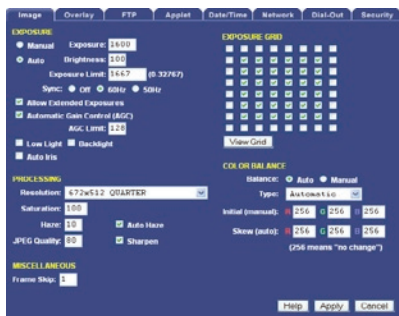 Image Overlay FTP Applet Date/Time Network Dial-Out Security
EXPOSURE
Manual Exposure: 1600
Auto Brightness: 100
Exposure Limit: 1667 (0.32767)
Sync: Off 60Hz 50Hz
Allow Extended Exposures
Automatic Gain Control (AGC)
AGC Limit: 128
Low Light Backlight
Auto Iris
PROCESSING
Resolution: 672x512 QUARTER
Saturation: 100
Haze: 10 Auto Haze
JPEG Quality: 80 Sharpen
MISCELLANEOUS
Frame Skip: 1
EXPOSURE GRID
View Grid
COLOR BALANCE
Balance: Auto Manual
Type: Automatic
Initial (manual): R 256 G 256 B 256
Skew (auto): R 256 G 256 B 256
(256 means "no change")
Help Apply Cancel